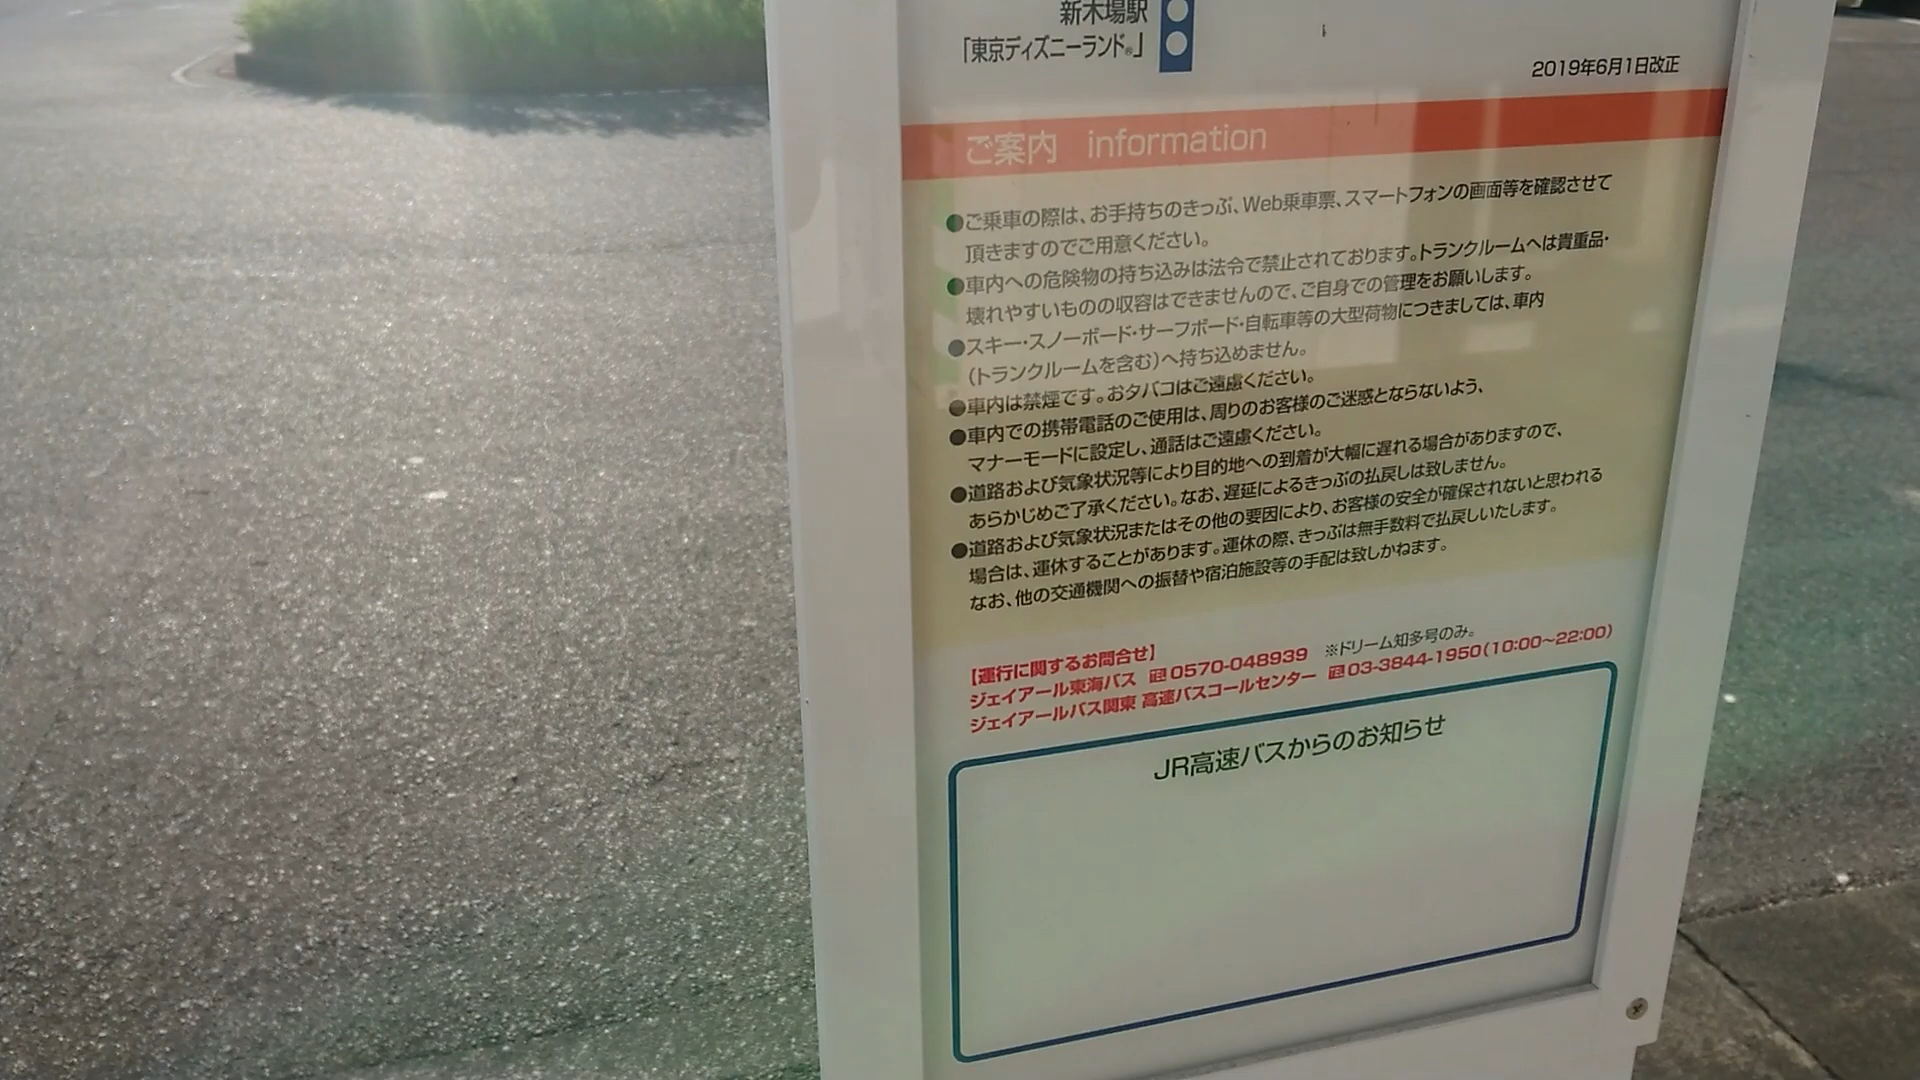 新木場駅
「東京ディズニーランド®」
2019年6月1日改正
ご案内 information
●ご乗車の際は、お手持ちのきっぷ、Web乗車票、スマートフォンの画面等を確認させて
頂きますのでご用意ください。
●車内への危険物の持ち込みは法令で禁止されております。トランクルームへは貴重品・
壊れやすいものの収容はできませんので、ご自身での管理をお願いします。
●スキー・スノーボード・サーフボード・自転車等の大型荷物につきましては、車内
(トランクルームを含む)へ持ち込めません。
●車内は禁煙です。おタバコはご遠慮ください。
●車内での携帯電話のご使用は、周りのお客様のご迷惑とならないよう、
マナーモードに設定し、通話はご遠慮ください。
●道路および気象状況等により目的地への到着が大幅に遅れる場合がありますので、
あらかじめご了承ください。なお、遅延によるきっぷの払戻しは致しません。
●道路および気象状況またはその他の要因により、お客様の安全が確保されないと思われる
場合は、運休することがあります。運休の際、きっぷは無手数料で払戻しいたします。
なお、他の交通機関への振替や宿泊施設等の手配は致しかねます。
【運行に関するお問合せ】
ジェイアール東海バス ☎0570-048939 ※ドリーム知多号のみ。
ジェイアールバス関東 高速バスコールセンター ☎03-3844-1950(10:00～22:00)
JR高速バスからのお知らせ